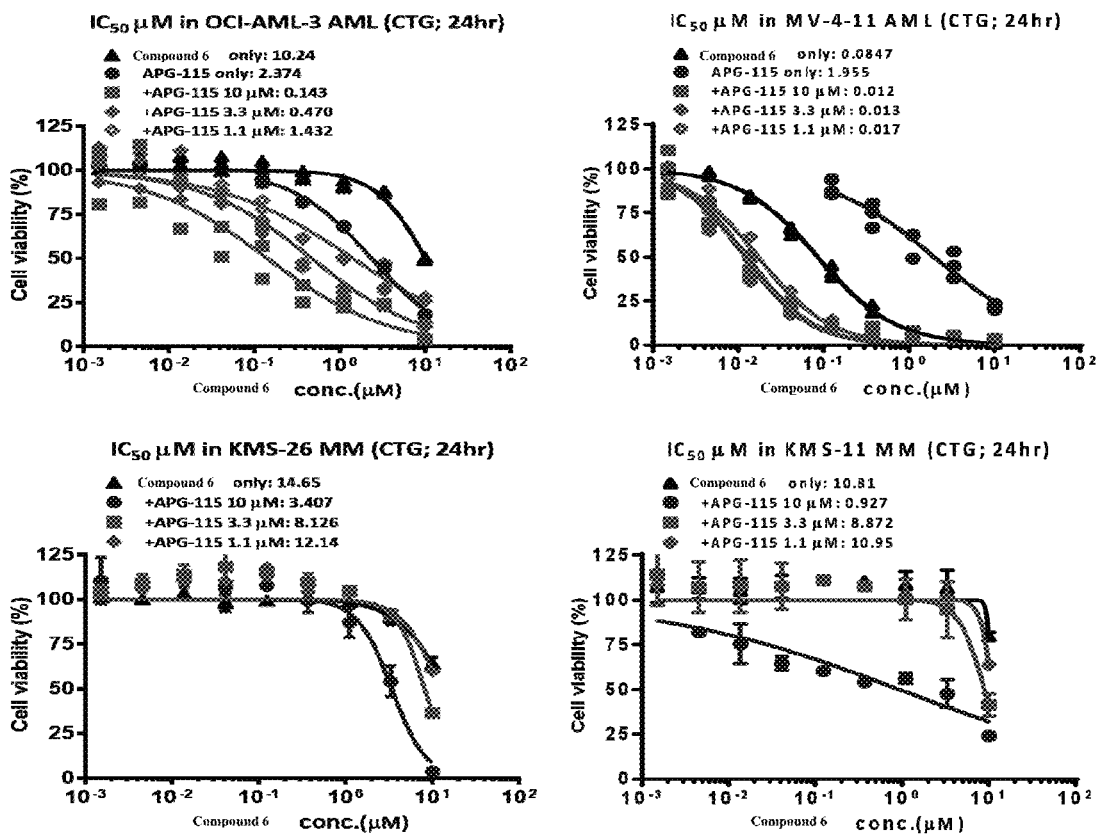 IC50 μM in OCI-AML-3 AML (CTG; 24hr)
Compound 6 only: 10.24
APG-115 only: 2.374
+APG-115 10 μM: 0.143
+APG-115 3.3 μM: 0.470
+APG-115 1.1 μM: 1.432
Cell viability (%)
125
100
75
50
25
0
10-3 10-2 10-1 100 101 102
Compound 6 conc.(μM)
IC50 μM in MV-4-11 AML (CTG; 24hr)
Compound 6 only: 0.0847
APG-115 only: 1.955
+APG-115 10 μM: 0.012
+APG-115 3.3 μM: 0.013
+APG-115 1.1 μM: 0.017
Cell viability (%)
125
100
75
50
25
0
10-3 10-2 10-1 100 101 102
Compound 6 conc.(μM)
IC50 μM in KMS-26 MM (CTG; 24hr)
Compound 6 only: 14.65
+APG-115 10 μM: 3.407
+APG-115 3.3 μM: 8.126
+APG-115 1.1 μM: 12.14
Cell viability (%)
125
100
75
50
25
0
10-3 10-2 10-1 100 101 102
Compound 6 conc.(μM)
IC50 μM in KMS-11 MM (CTG; 24hr)
Compound 6 only: 10.81
+APG-115 10 μM: 0.927
+APG-115 3.3 μM: 8.872
+APG-115 1.1 μM: 10.95
Cell viability (%)
125
100
75
50
25
0
10-3 10-2 10-1 100 101 102
Compound 6 conc.(μM)